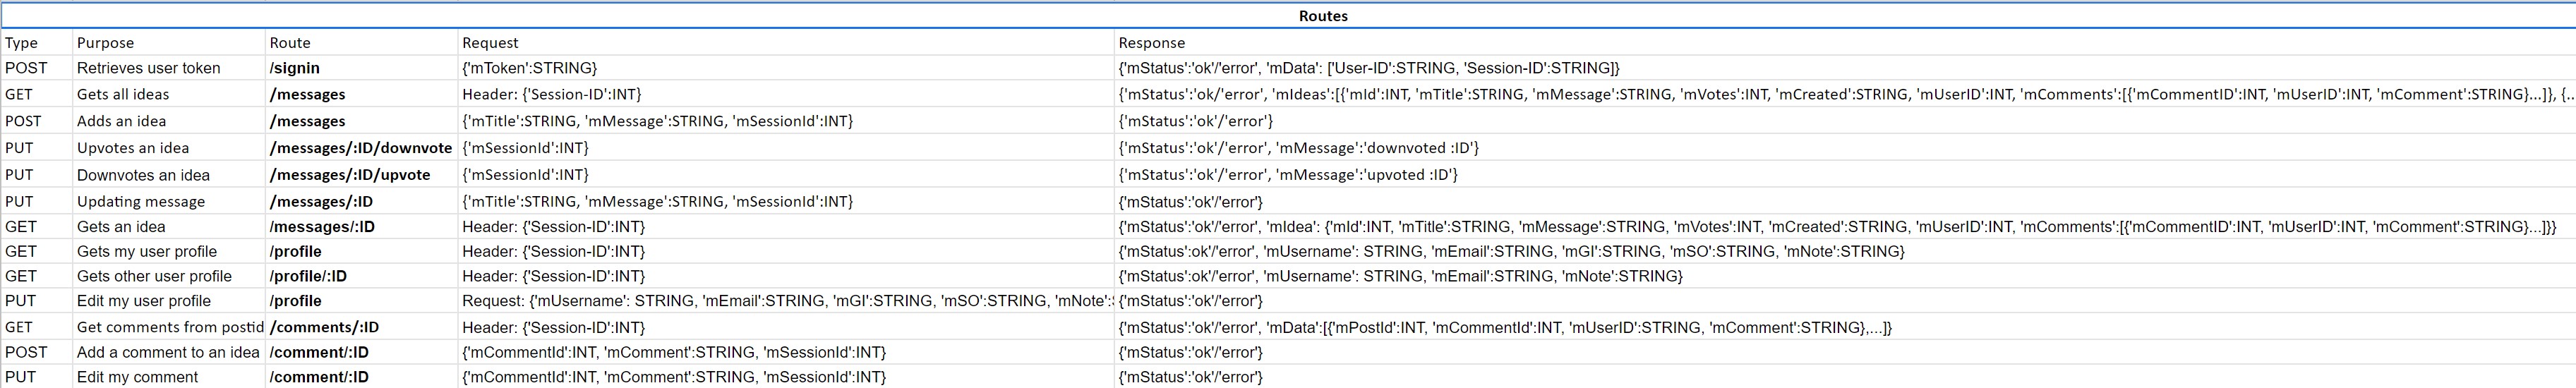 Routes
Type Purpose Route Request Response
POST Retrieves user token /signin {'mToken':STRING} {'mStatus':'ok'/'error', 'mData': ['User-ID':STRING, 'Session-ID':STRING]}
GET Gets all ideas /messages Header: {'Session-ID':INT} {'mStatus':'ok/'error', 'mIdeas':[{'mId':INT, 'mTitle':STRING, 'mMessage':STRING, 'mVotes':INT, 'mCreated':STRING, 'mUserID':INT, 'mComments':[{'mCommentID':INT, 'mUserID':INT, 'mComment':STRING}...]}, {...
POST Adds an idea /messages {'mTitle':STRING, 'mMessage':STRING, 'mSessionId':INT} {'mStatus':'ok'/'error'}
PUT Upvotes an idea /messages/:ID/downvote {'mSessionId':INT} {'mStatus':'ok'/'error', 'mMessage':'downvoted :ID'}
PUT Downvotes an idea /messages/:ID/upvote {'mSessionId':INT} {'mStatus':'ok'/'error', 'mMessage':'upvoted :ID'}
PUT Updating message /messages/:ID {'mTitle':STRING, 'mMessage':STRING, 'mSessionId':INT} {'mStatus':'ok'/'error'}
GET Gets an idea /messages/:ID Header: {'Session-ID':INT} {'mStatus':'ok'/'error', 'mIdea': {'mId':INT, 'mTitle':STRING, 'mMessage':STRING, 'mVotes':INT, 'mCreated':STRING, 'mUserID':INT, 'mComments':[{'mCommentID':INT, 'mUserID':INT, 'mComment':STRING}...]}}
GET Gets my user profile /profile Header: {'Session-ID':INT} {'mStatus':ok'/'error', 'mUsername': STRING, 'mEmail':STRING, 'mGI':STRING, 'mSO':STRING, 'mNote':STRING}
GET Gets other user profile /profile/:ID Header: {'Session-ID':INT} {'mStatus':'ok'/'error', 'mUsername': STRING, 'mEmail':STRING, 'mNote':STRING}
PUT Edit my user profile /profile Request: {'mUsername': STRING, 'mEmail':STRING, 'mGI':STRING, 'mSO':STRING, 'mNote': {'mStatus':'ok'/'error'}
GET Get comments from postid /comments/:ID Header: {'Session-ID':INT} {'mStatus':'ok'/'error', 'mData':[{'mPostId':INT, 'mCommentId':INT, 'mUserID':STRING, 'mComment':STRING},...]}
POST Add a comment to an idea /comment/:ID {'mCommentId':INT, 'mComment':STRING, 'mSessionId':INT} {'mStatus':'ok'/'error'}
PUT Edit my comment /comment/:ID {'mCommentId':INT, 'mComment':STRING, 'mSessionId':INT} {'mStatus':'ok'/'error'}